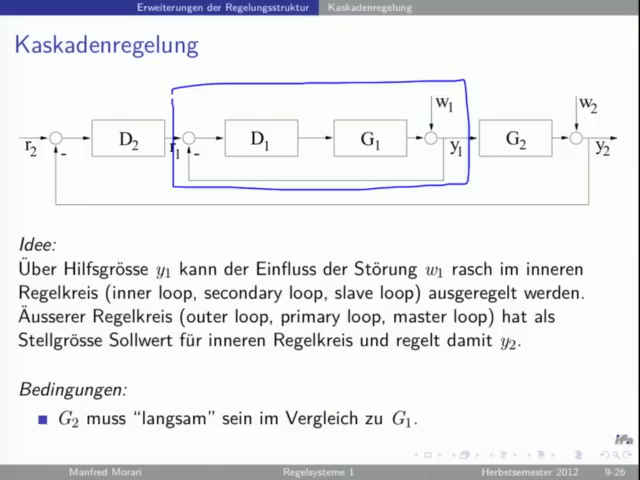 Erweiterungen der Regelungsstruktur Kaskadenregelung
Kaskadenregelung
w₁ w₂
D₂ D₁ G₁ G₂
r₂ - r₁ - y₁ y₂
Idee:
Über Hilfsgrösse y₁ kann der Einfluss der Störung w₁ rasch im inneren
Regelkreis (inner loop, secondary loop, slave loop) ausgeregelt werden.
Äusserer Regelkreis (outer loop, primary loop, master loop) hat als
Stellgrösse Sollwert für inneren Regelkreis und regelt damit y₂.
Bedingungen:
G₂ muss “langsam” sein im Vergleich zu G₁.
Manfred Morari Regelsysteme 1 Herbstsemester 2012 9-26